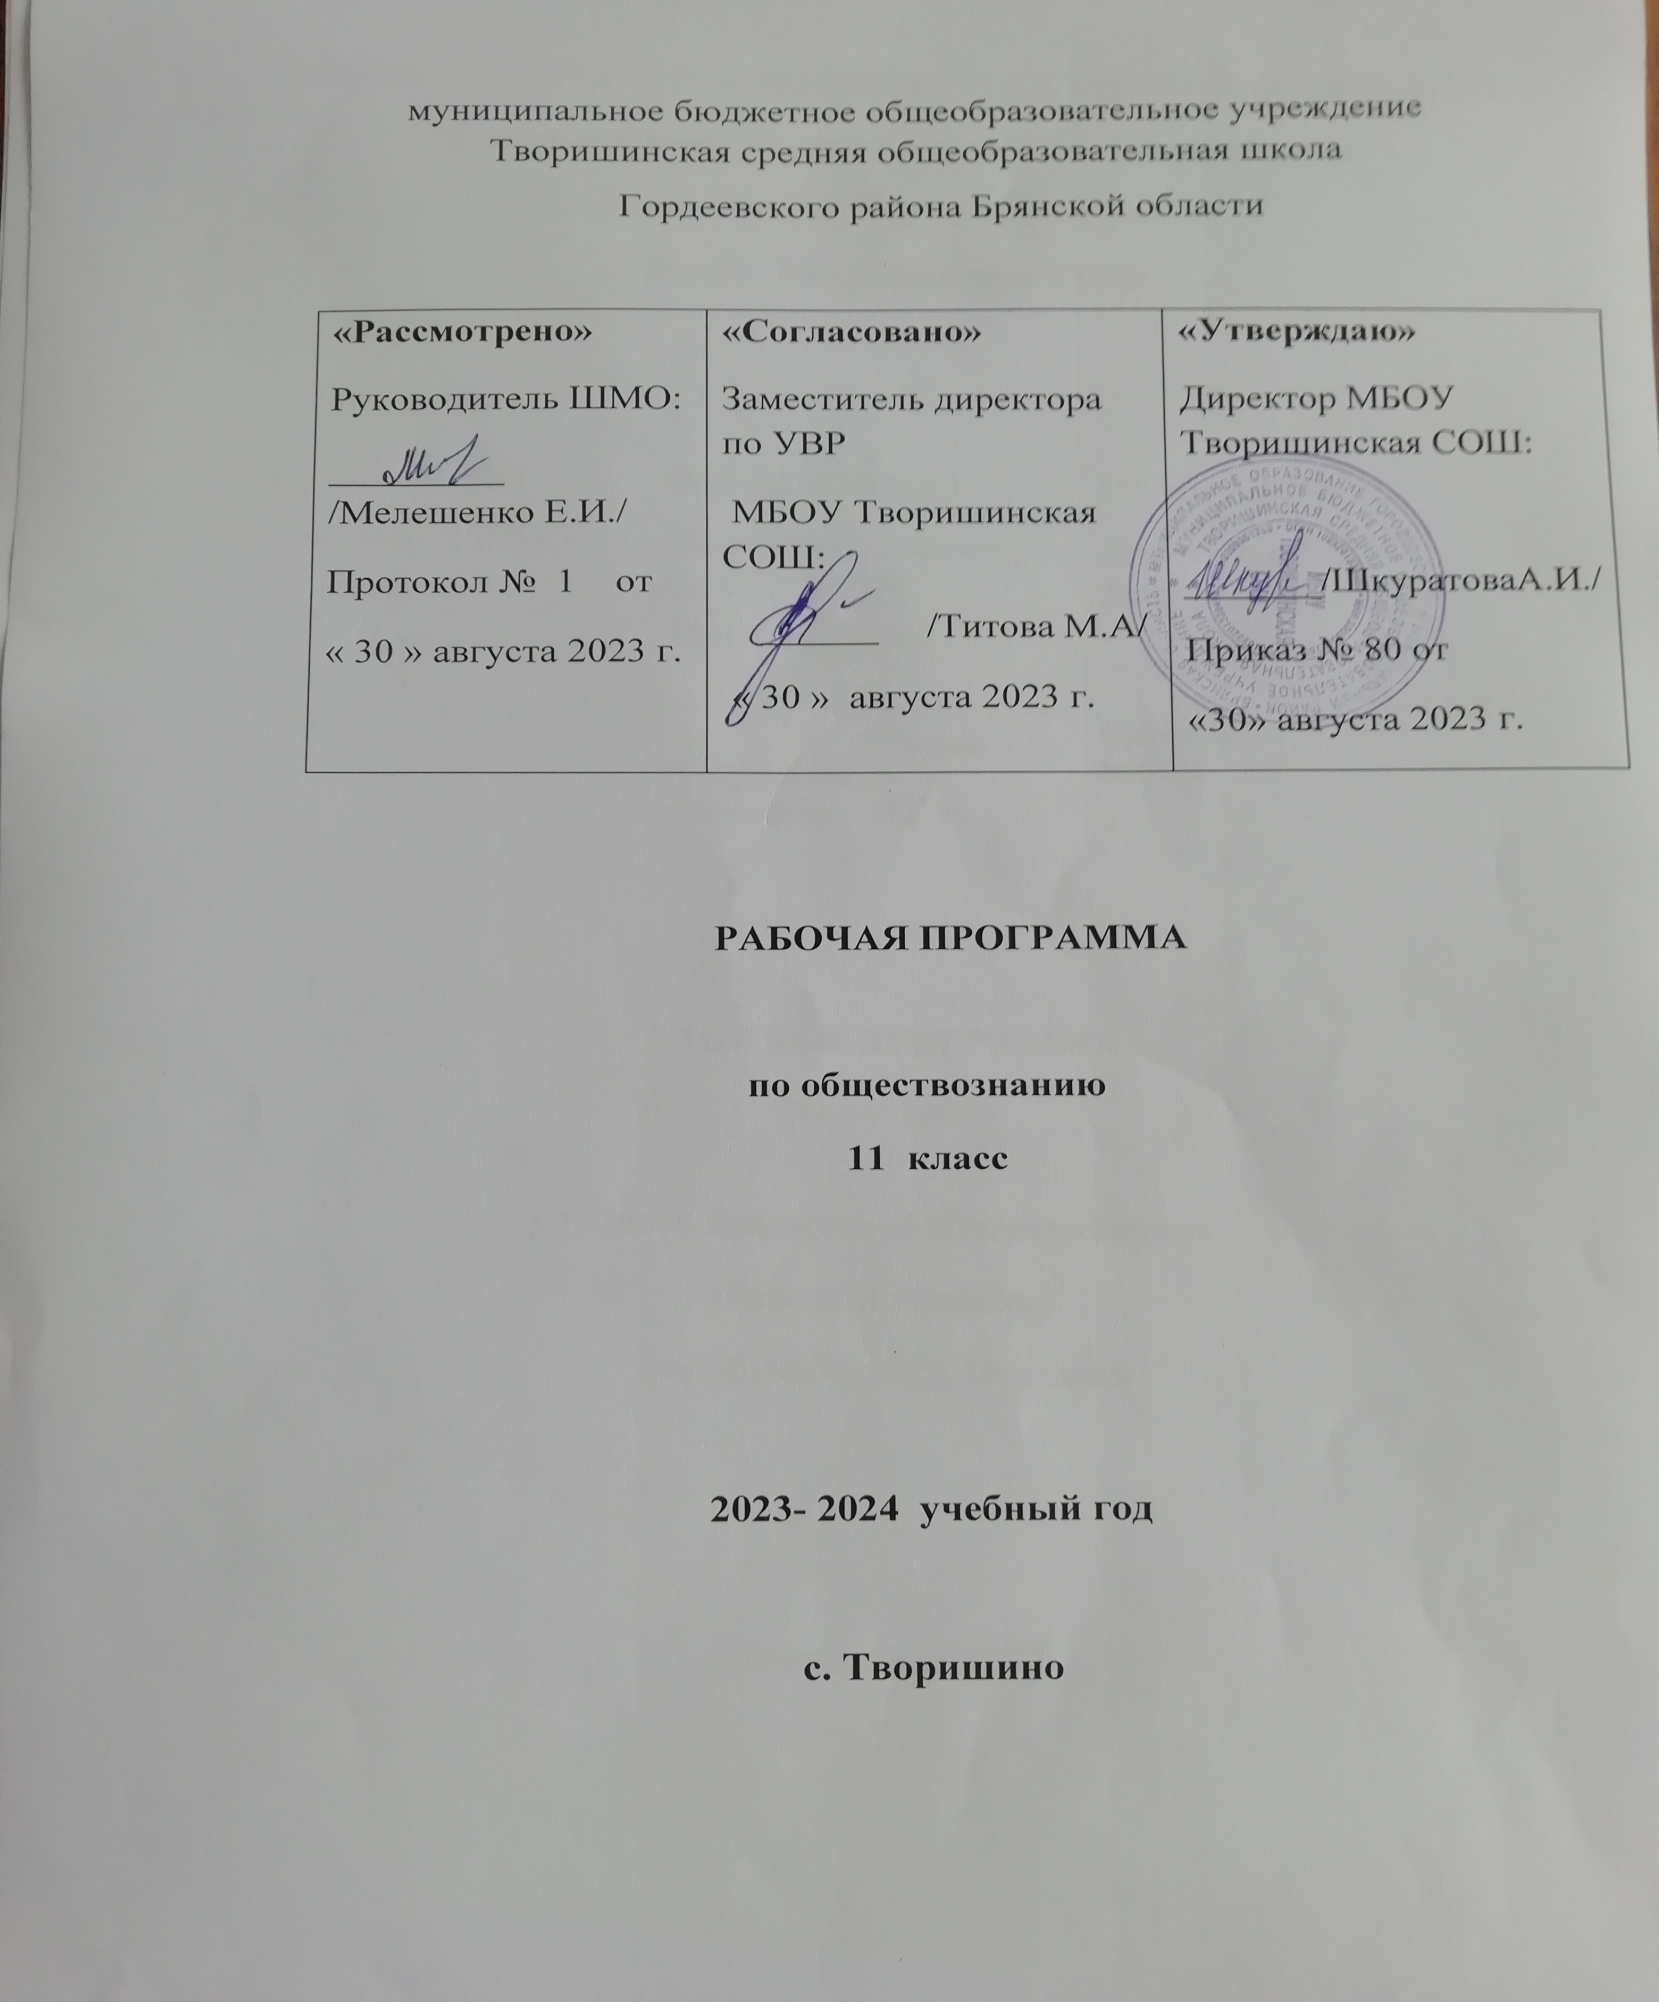 муниципальное бюджетное общеобразовательное учреждение
Творишинская средняя общеобразовательная школа
Гордеевского района Брянской области
«Рассмотрено»
Руководитель ШМО:
/Мелешенко Е.И./
Протокол № 1 от
« 30 » августа 2023 г.
«Согласовано»
Заместитель директора
по УВР
МБОУ Творишинская
СОШ:
/Титова М.А/
« 30 » августа 2023 г.
«Утверждаю»
Директор МБОУ
Творишинская СОШ:
/ШкуратоваА.И./
Приказ № 80 от
«30» августа 2023 г.
РАБОЧАЯ ПРОГРАММА
по обществознанию
11 класс
2023- 2024 учебный год
с. Творишино